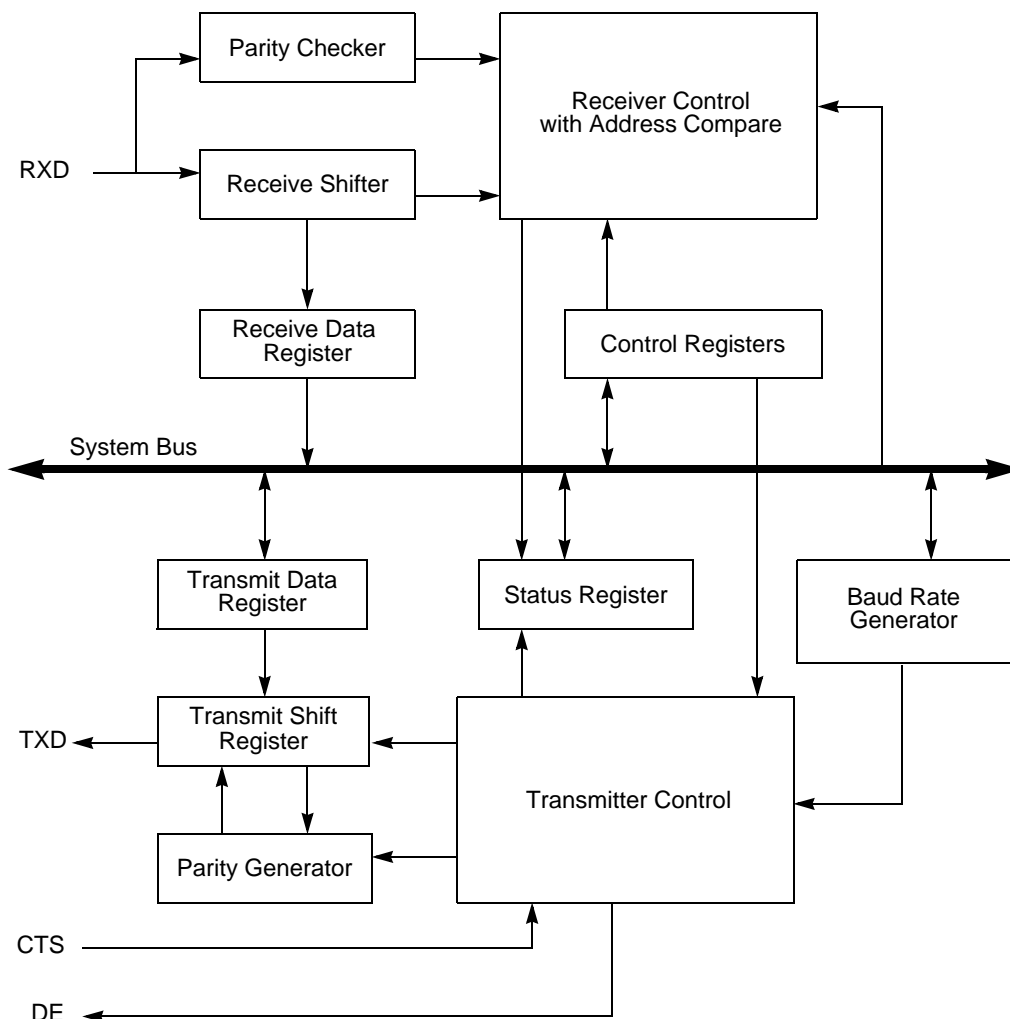 Parity Checker
Receiver Control
with Address Compare
RXD
Receive Shifter
Receive Data
Register
Control Registers
System Bus
Transmit Data
Register
Status Register
Baud Rate
Generator
TXD
Transmit Shift
Register
Transmitter Control
Parity Generator
CTS
DE